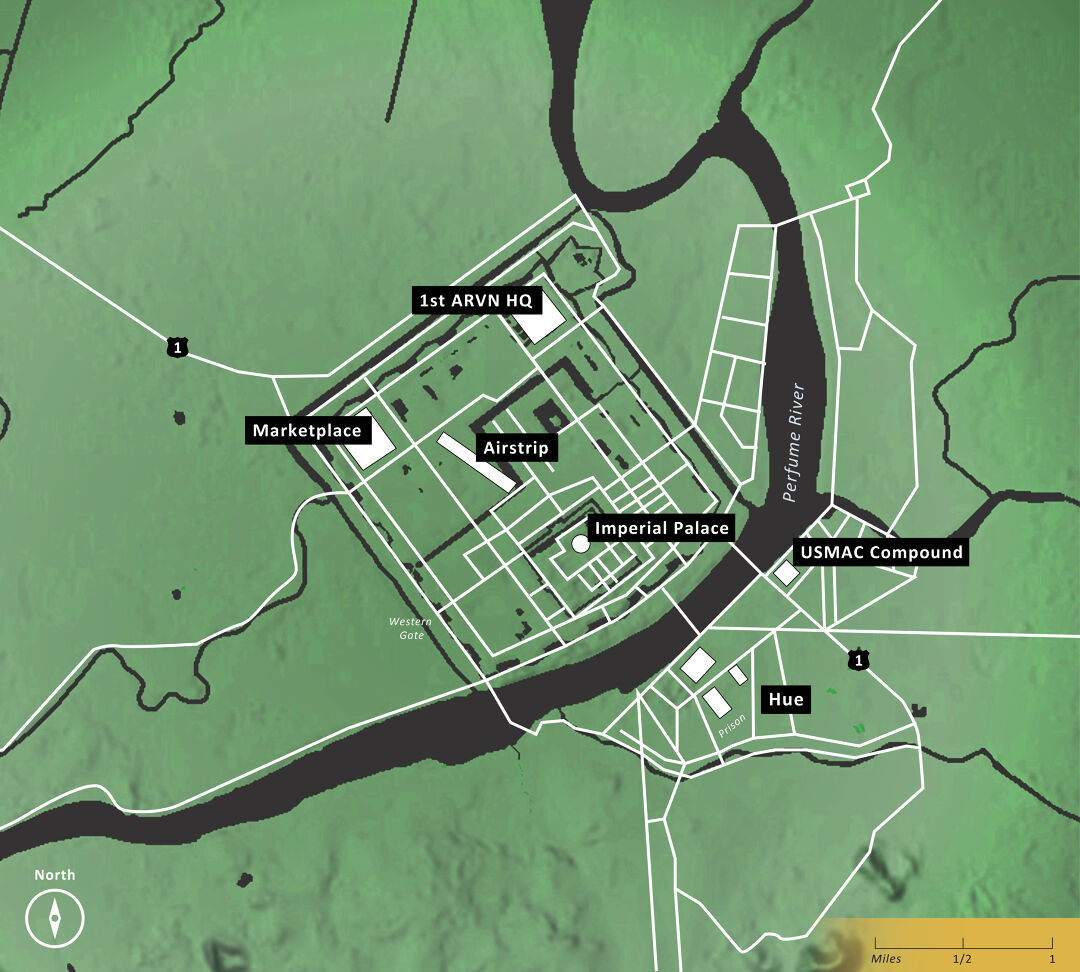 1st ARVN HQ
1
Marketplace
Airstrip
Perfume River
Imperial Palace
USMAC Compound
Western
Gate
1
Hue
Prison
North
Miles 1/2 1